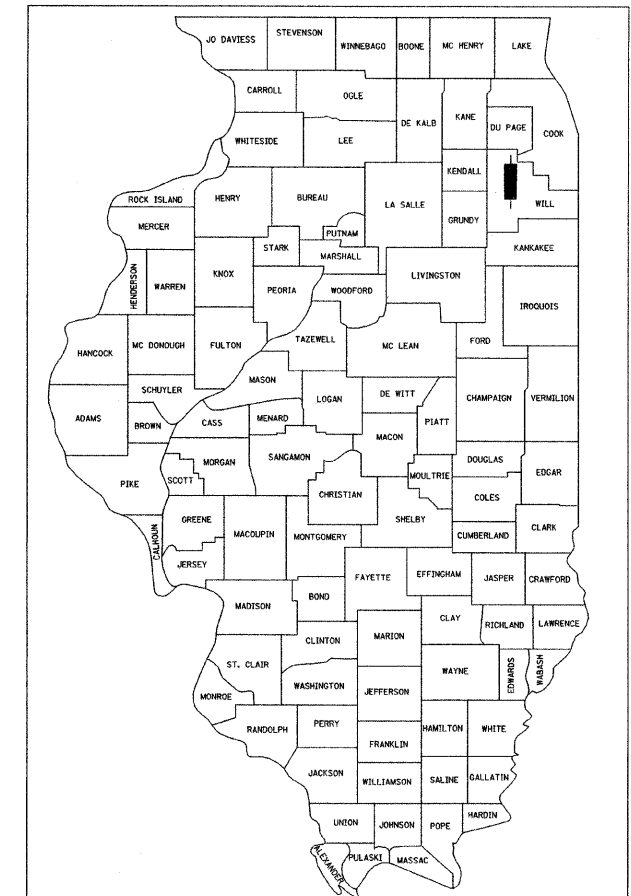 JO DAVIESS
STEVENSON
WINNEBAGO
BOONE
MC HENRY
LAKE
CARROLL
OGLE
DE KALB
KANE
DU PAGE
COOK
WHITESIDE
LEE
KENDALL
ROCK ISLAND
HENRY
BUREAU
LA SALLE
GRUNDY
WILL
MERCER
PUTNAM
STARK
MARSHALL
KANKAKEE
HENDERSON
WARREN
KNOX
PEORIA
WOODFORD
LIVINGSTON
IROQUOIS
HANCOCK
MC DONOUGH
FULTON
TAZEWELL
MC LEAN
FORD
MASON
SCHUYLER
LOGAN
DE WITT
CHAMPAIGN
VERMILION
ADAMS
BROWN
CASS
MENARD
PIATT
MACON
PIKE
SCOTT
MORGAN
SANGAMON
MOULTRIE
DOUGLAS
EDGAR
CHRISTIAN
COLES
GREENE
CALHOUN
MACOUPIN
MONTGOMERY
SHELBY
CUMBERLAND
CLARK
JERSEY
FAYETTE
EFFINGHAM
JASPER
CRAWFORD
MADISON
BOND
CLAY
RICHLAND
LAWRENCE
CLINTON
MARION
ST. CLAIR
WAYNE
EDWARDS
WABASH
MONROE
WASHINGTON
JEFFERSON
RANDOLPH
PERRY
HAMILTON
WHITE
FRANKLIN
JACKSON
WILLIAMSON
SALINE
GALLATIN
UNION
JOHNSON
POPE
HARDIN
ALEXANDER
PULASKI
MASSAC